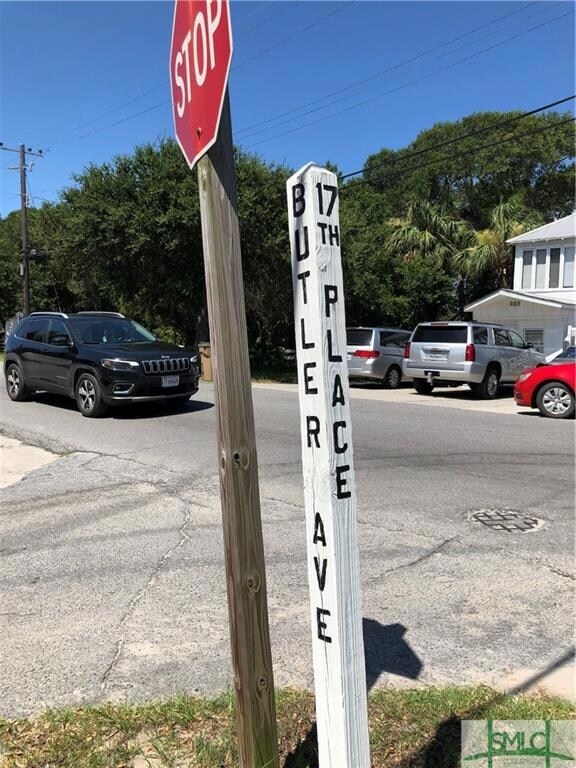 STOP
BUTLER AVE
17TH PLACE
SMLC